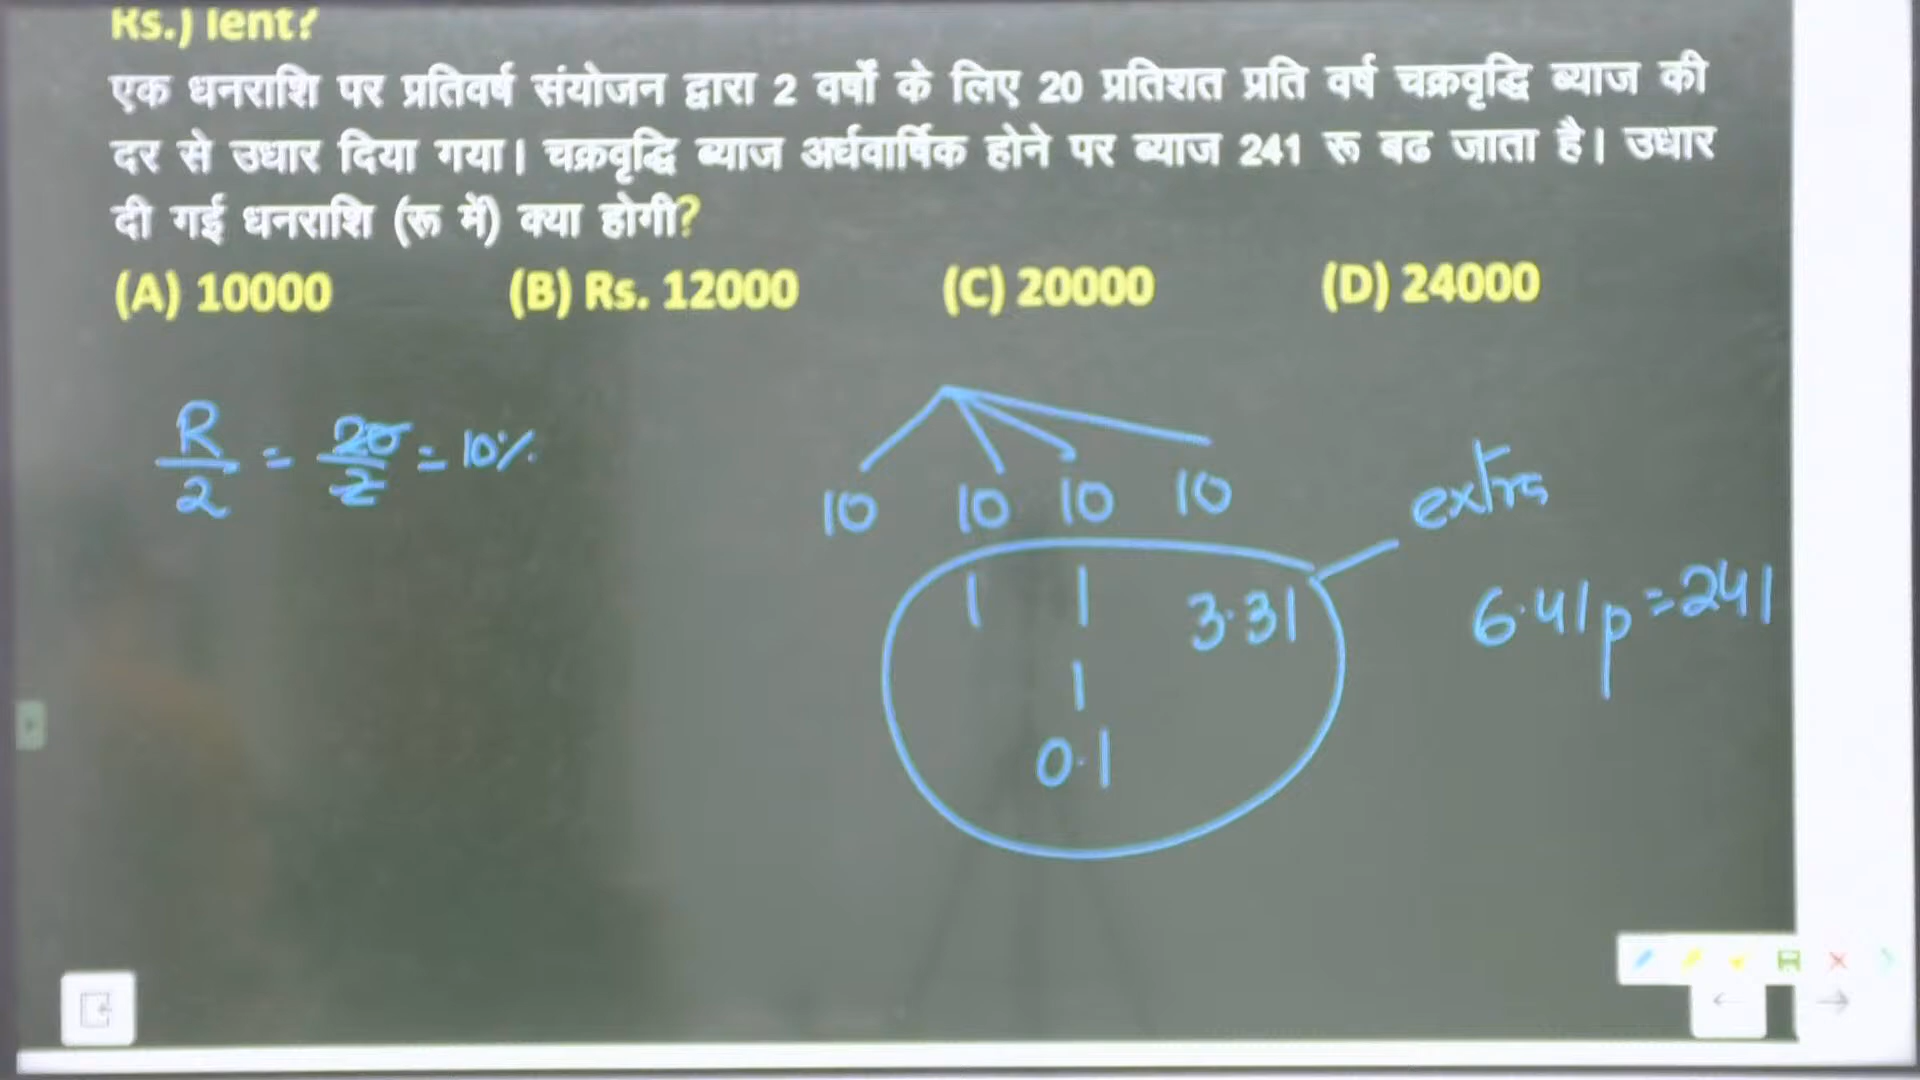 Rs.) lent?
एक धनराशि पर प्रतिवर्ष संयोजन द्वारा 2 वर्षों के लिए 20 प्रतिशत प्रति वर्ष चक्रवृद्धि ब्याज की
दर से उधार दिया गया। चक्रवृद्धि ब्याज अर्धवार्षिक होने पर ब्याज 241 रू बढ जाता है। उधार
दी गई धनराशि (रू में) क्या होगी?
(A) 10000 (B) Rs. 12000 (C) 20000 (D) 24000
R/2 = 20/2 = 10%
10 10 10 10
extra
1 1 3.31
6.41p = 241
1
0.1